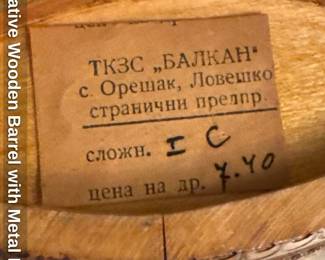 ТКЗС „БАЛКАН“
с. Орешак, Ловешко
странични предпр.
сложн. I C
цена на др. 7.40
ative Wooden Barrel with Metal